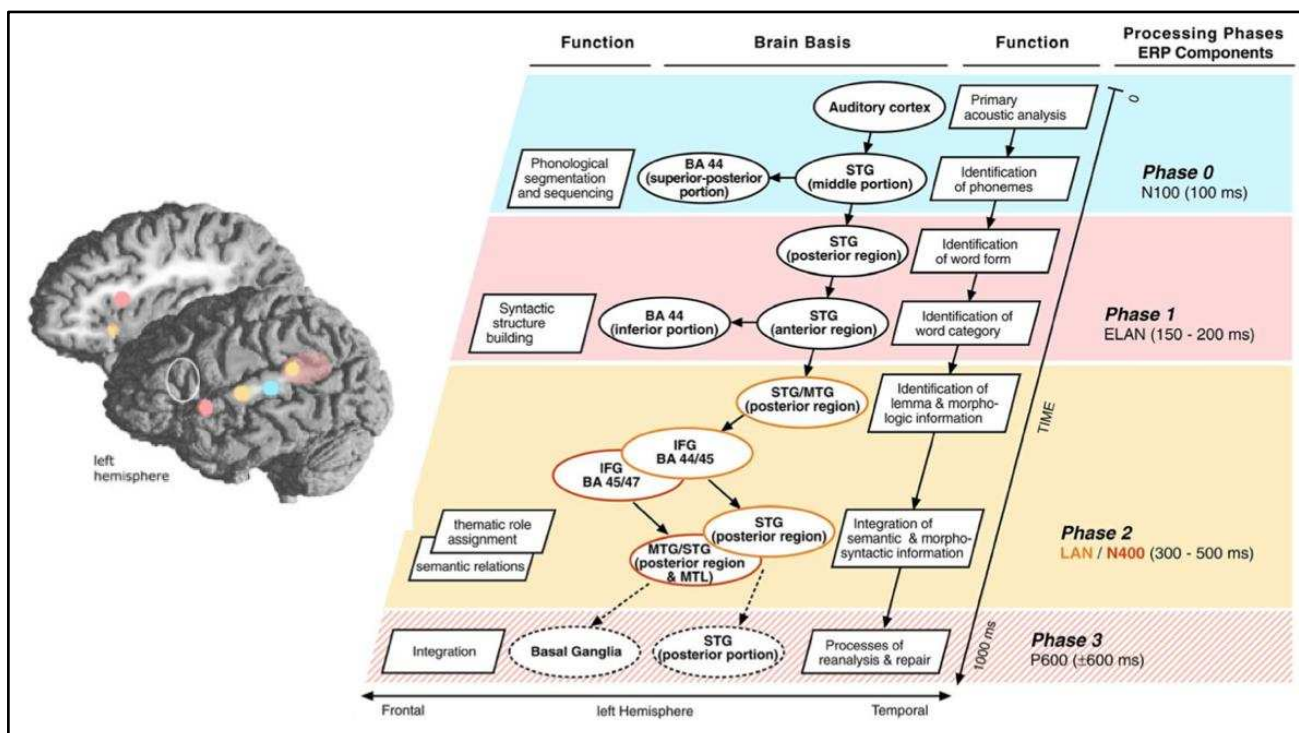 Function
Brain Basis
Function
Processing Phases
ERP Components
Auditory cortex
Primary
acoustic analysis
0
Phonological
segmentation
and sequencing
BA 44
(superior-posterior
portion)
STG
(middle portion)
Identification
of phonemes
Phase 0
N100 (100 ms)
STG
(posterior region)
Identification
of word form
Syntactic
structure
building
BA 44
(inferior portion)
STG
(anterior region)
Identification of
word category
Phase 1
ELAN (150 - 200 ms)
STG/MTG
(posterior region)
Identification of
lemma & morpho-
logic information
TIME
IFG
BA 44/45
IFG
BA 45/47
left
hemisphere
thematic role
assignment
semantic relations
STG
(posterior region)
MTG/STG
(posterior region
& MTL)
Integration of
semantic & morpho-
syntactic information
Phase 2
LAN / N400 (300 - 500 ms)
Integration
Basal Ganglia
STG
(posterior portion)
Processes of
reanalysis & repair
1000 ms
Phase 3
P600 (±600 ms)
Frontal
left Hemisphere
Temporal